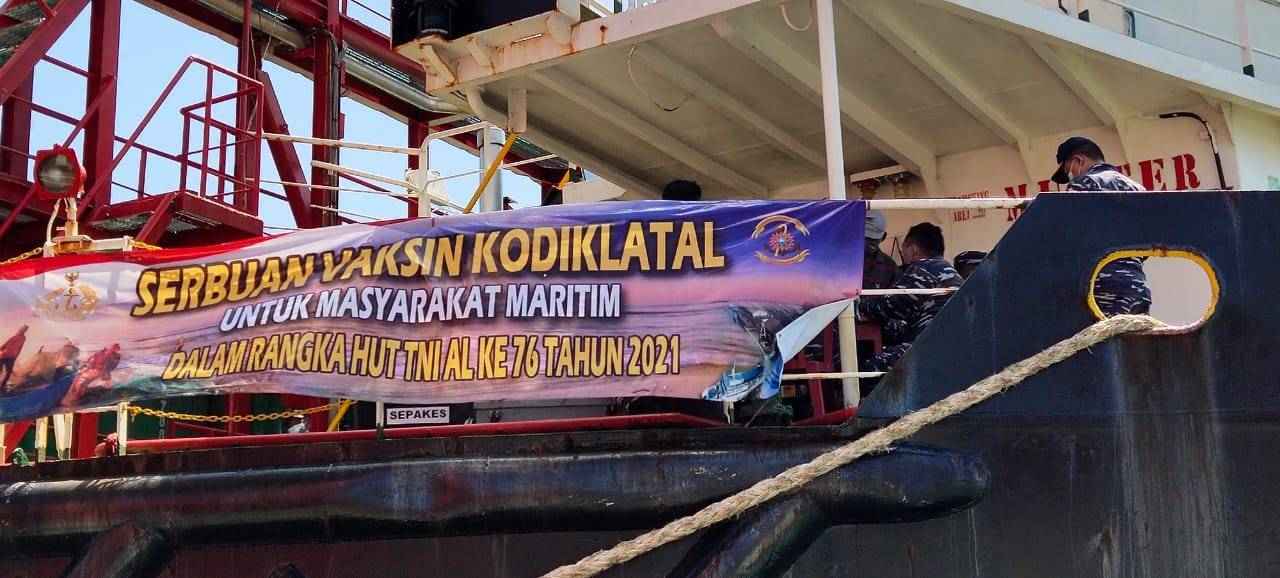 SERBUAN VAKSIN KODIKLATAL
UNTUK MASYARAKAT MARITIM
DALAM RANGKA HUT TNI AL KE 76 TAHUN 2021
SEPAKES